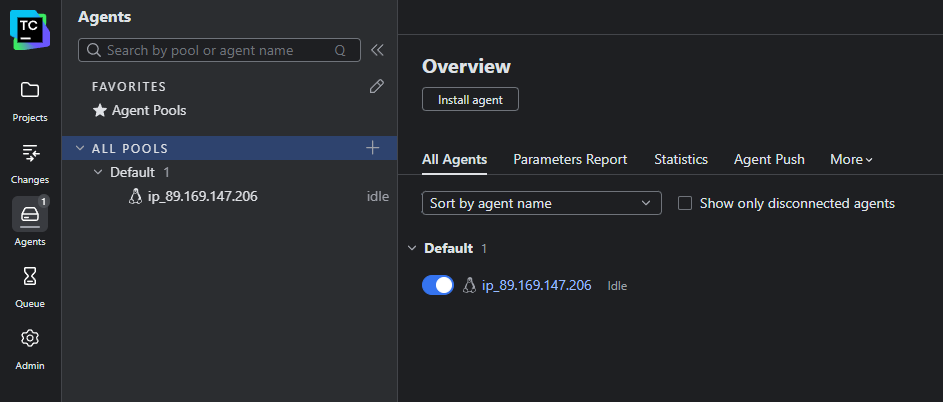 TC
Projects
Changes
1
Agents
Queue
Admin
Agents
Search by pool or agent name Q
FAVORITES
Agent Pools
ALL POOLS
Default 1
ip_89.169.147.206 idle
Overview
Install agent
All Agents Parameters Report Statistics Agent Push More
Sort by agent name Show only disconnected agents
Default 1
ip_89.169.147.206 Idle